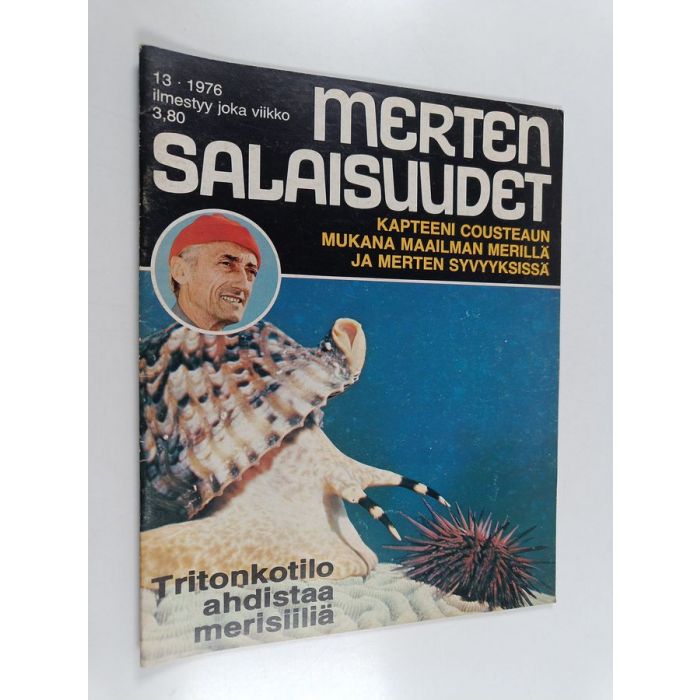 13 · 1976
ilmestyy joka viikko
3,80
MERTEN
SALAISUUDET
KAPTEENI COUSTEAUN
MUKANA MAAILMAN MERILLÄ
JA MERTEN SYVYYKSISSÄ
Tritonkotilo
ahdistaa
merisiiliä